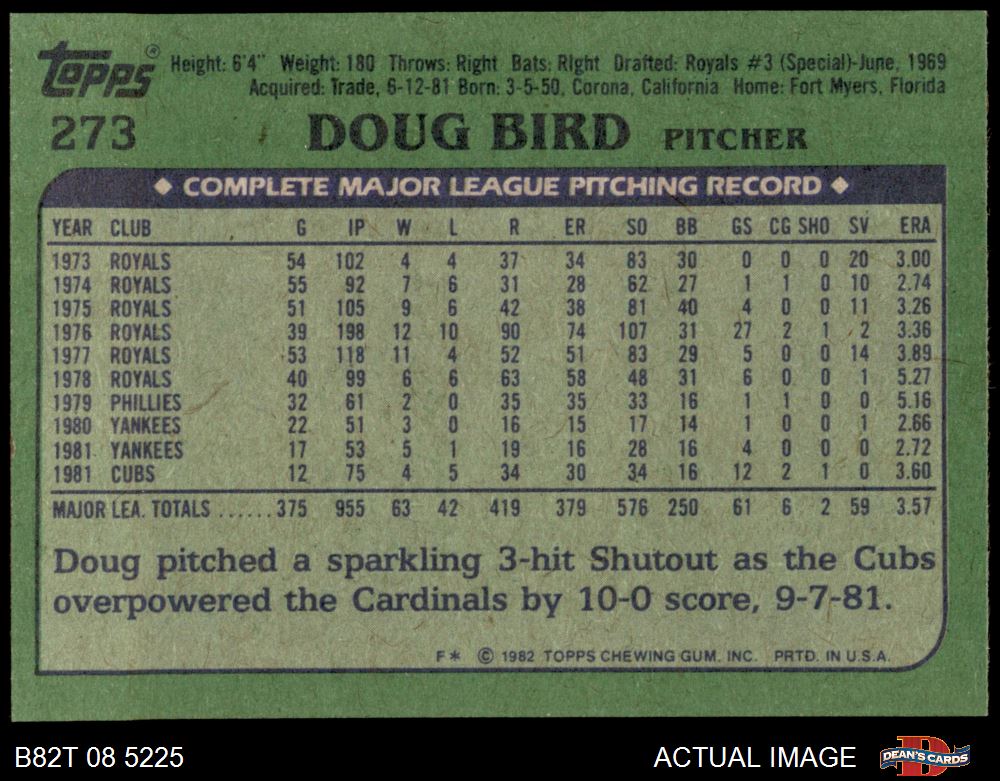 Topps® Height: 6'4" Weight: 180 Throws: Right Bats: Right Drafted: Royals #3 (Special)-June, 1969
Acquired: Trade, 6-12-81 Born: 3-5-50, Corona, California Home: Fort Myers, Florida
273 DOUG BIRD PITCHER
◆ COMPLETE MAJOR LEAGUE PITCHING RECORD ◆
YEAR CLUB G IP W L R ER SO BB GS CG SHO SV ERA
1973 ROYALS 54 102 4 4 37 34 83 30 0 0 0 20 3.00
1974 ROYALS 55 92 7 6 31 28 62 27 1 1 0 10 2.74
1975 ROYALS 51 105 9 6 42 38 81 40 4 0 0 11 3.26
1976 ROYALS 39 198 12 10 90 74 107 31 27 2 1 2 3.36
1977 ROYALS 53 118 11 4 52 51 83 29 5 0 0 14 3.89
1978 ROYALS 40 99 6 6 63 58 48 31 6 0 0 1 5.27
1979 PHILLIES 32 61 2 0 35 35 33 16 1 1 0 0 5.16
1980 YANKEES 22 51 3 0 16 15 17 14 1 0 0 1 2.66
1981 YANKEES 17 53 5 1 19 16 28 16 4 0 0 0 2.72
1981 CUBS 12 75 4 5 34 30 34 16 12 2 1 0 3.60
MAJOR LEA. TOTALS ......375 955 63 42 419 379 576 250 61 6 2 59 3.57
Doug pitched a sparkling 3-hit Shutout as the Cubs
overpowered the Cardinals by 10-0 score, 9-7-81.
F* © 1982 TOPPS CHEWING GUM, INC. PRTD. IN U.S.A.
B82T 08 5225 ACTUAL IMAGE DEAN'S CARDS